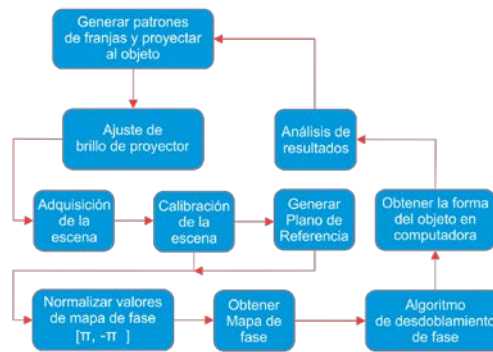 Generar patrones
de franjas y proyectar
al objeto
Ajuste de
brillo de proyector
Análisis de
resultados
Adquisición
de la
escena
Calibración
de la
escena
Generar
Plano de
Referencia
Obtener la forma
del objeto en
computadora
Normalizar valores
de mapa de fase
[π, -π ]
Obtener
Mapa de
fase
Algoritmo
de desdoblamiento
de fase